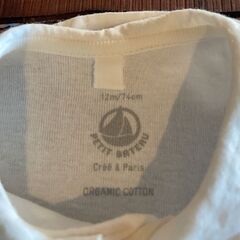 12m/74cm
PETIT BATEAU
Créé à Paris
ORGANIC COTTON